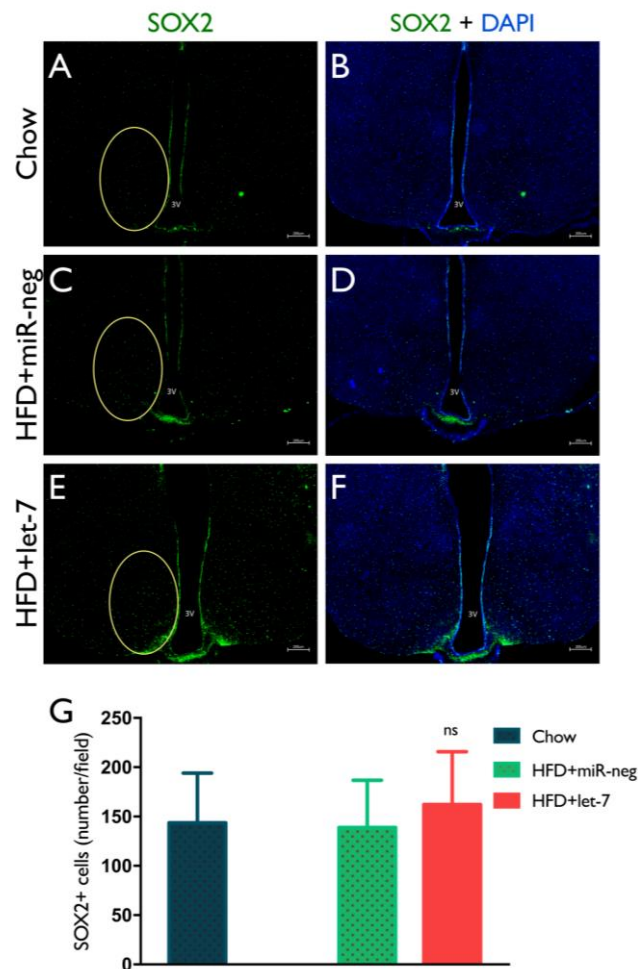 SOX2
SOX2 + DAPI
Chow
A
3V
B
3V
HFD+miR-neg
C
3V
D
3V
HFD+let-7
E
3V
F
3V
G
SOX2+ cells (number/field)
250
200
150
100
50
0
ns
Chow
HFD+miR-neg
HFD+let-7